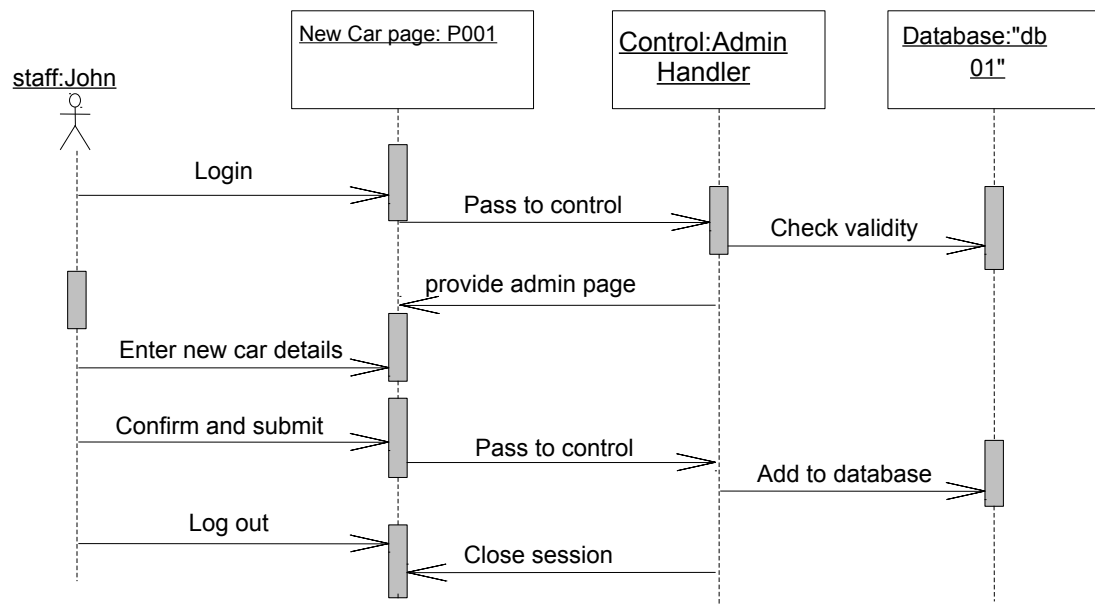 staff:John
New Car page: P001
Control:Admin
Handler
Database:"db
01"
Login
Pass to control
Check validity
provide admin page
Enter new car details
Confirm and submit
Pass to control
Add to database
Log out
Close session